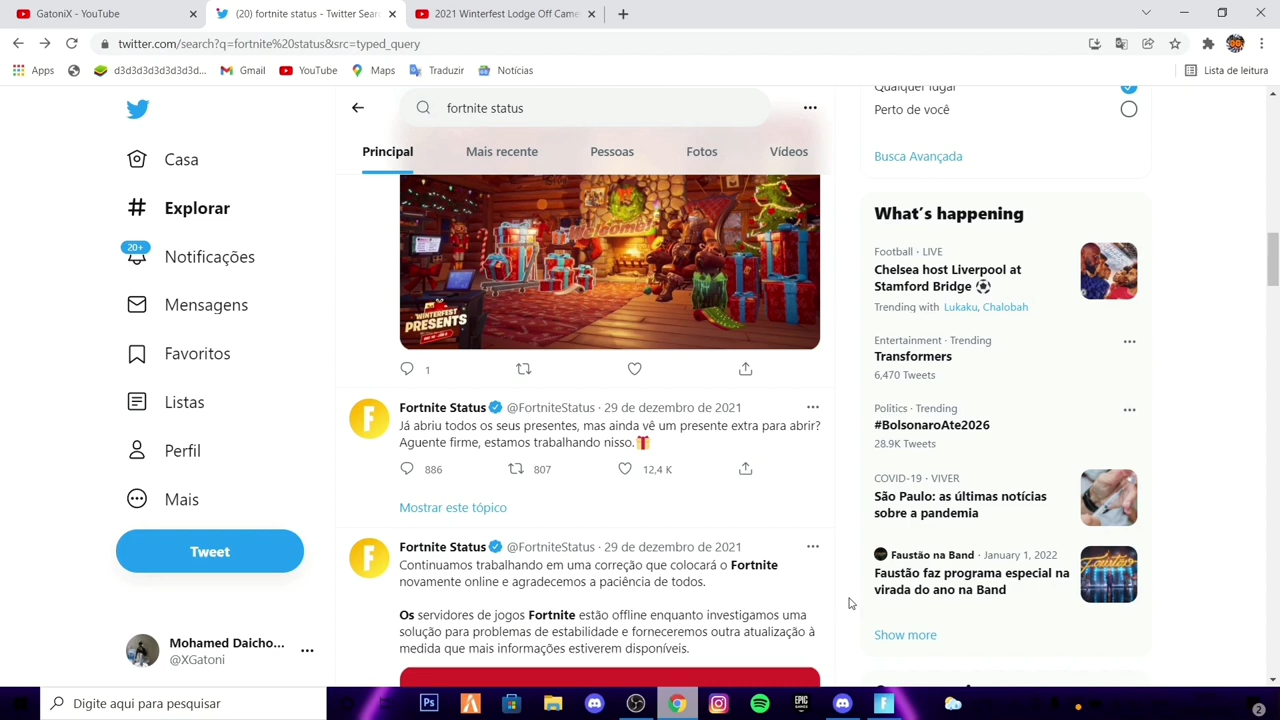 GatoniX - YouTube
(20) fortnite status - Twitter Sear
2021 Winterfest Lodge Off Came
twitter.com/search?q=fortnite%20status&src=typed_query
Apps
d3d3d3d3d3d3d...
Gmail
YouTube
Maps
Traduzir
Notícias
Lista de leitura
Casa
Explorar
20+
Notificações
Mensagens
Favoritos
Listas
Perfil
Mais
Tweet
Mohamed Daicho...
@XGatoni
fortnite status
Principal
Mais recente
Pessoas
Fotos
Vídeos
Welcome!
WINTERFEST
PRESENTS
1
Fortnite Status @FortniteStatus · 29 de dezembro de 2021
Já abriu todos os seus presentes, mas ainda vê um presente extra para abrir?
Aguente firme, estamos trabalhando nisso.🎁
886
807
12,4 K
Mostrar este tópico
Fortnite Status @FortniteStatus · 29 de dezembro de 2021
Continuamos trabalhando em uma correção que colocará o Fortnite
novamente online e agradecemos a paciência de todos.
Os servidores de jogos Fortnite estão offline enquanto investigamos uma
solução para problemas de estabilidade e forneceremos outra atualização à
medida que mais informações estiverem disponíveis.
Qualquer lugar
Perto de você
Busca Avançada
What's happening
Football · LIVE
Chelsea host Liverpool at
Stamford Bridge ⚽
Trending with Lukaku, Chalobah
Entertainment · Trending
Transformers
6,470 Tweets
Politics · Trending
#BolsonaroAte2026
28.9K Tweets
COVID-19 · VIVER
São Paulo: as últimas notícias
sobre a pandemia
Faustão na Band · January 1, 2022
Faustão faz programa especial na
virada do ano na Band
Show more
Digite aqui para pesquisar
Ps
EPIC
GAMES
2